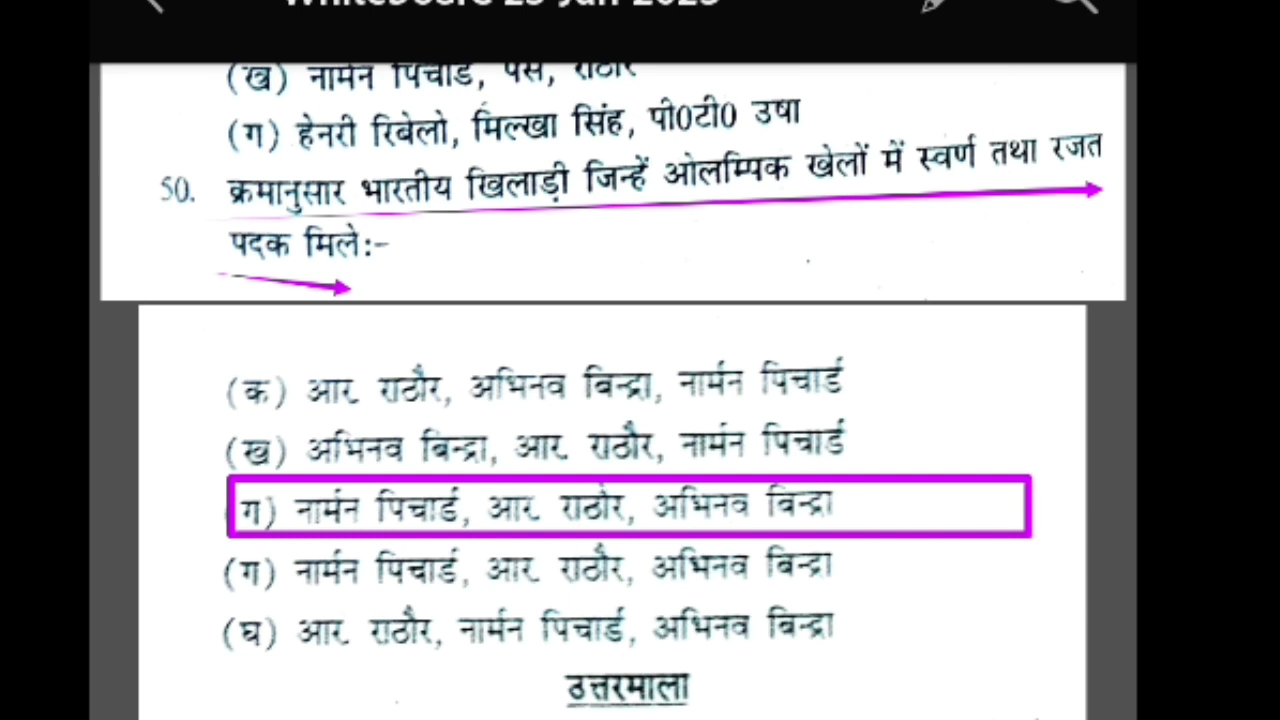 (ख) नार्मन पिचार्ड, पेस, राठौर
(ग) हेनरी रिबेलो, मिल्खा सिंह, पी0टी0 उषा
50. क्रमानुसार भारतीय खिलाड़ी जिन्हें ओलम्पिक खेलों में स्वर्ण तथा रजत
पदक मिले:-
(क) आर. राठौर, अभिनव बिन्द्रा, नार्मन पिचार्ड
(ख) अभिनव बिन्द्रा, आर. राठौर, नार्मन पिचार्ड
ग) नार्मन पिचार्ड, आर. राठौर, अभिनव बिन्द्रा
(ग) नार्मन पिचार्ड, आर. राठौर, अभिनव बिन्द्रा
(घ) आर. राठौर, नार्मन पिचार्ड, अभिनव बिन्द्रा
उत्तरमाला